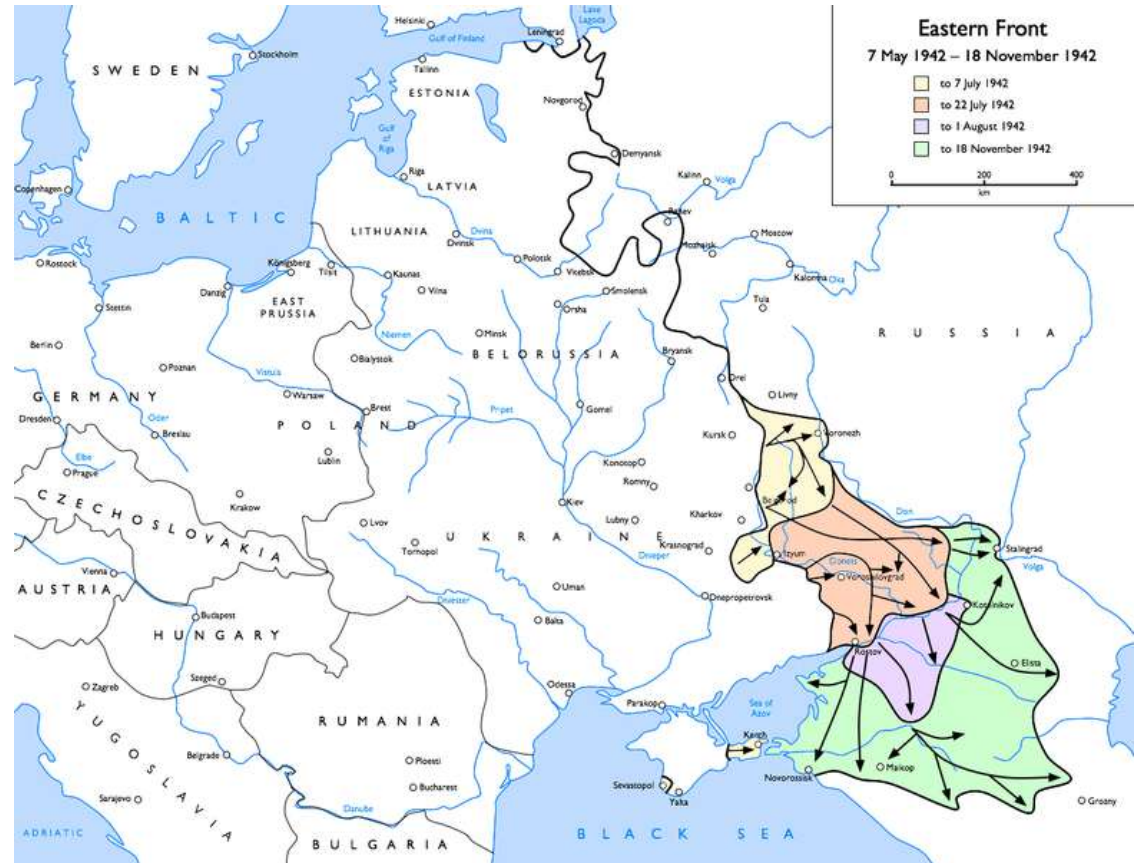 Eastern Front
7 May 1942 – 18 November 1942
to 7 July 1942
to 22 July 1942
to 1 August 1942
to 18 November 1942
0 200 400
km
Helsinki
Leningrad
Lake
Lagoda
Gulf of Finland
Stockholm
Tallinn
SWEDEN
ESTONIA
Novgorod
Gulf
of
Riga
Demyansk
Riga
Kalinn
Volga
Copenhagen
LATVIA
BALTIC
Rzhev
LITHUANIA
Dvina
Dvinsk
Moscow
Mozhaisk
Polotsk
Vitebsk
Rostock
Königsberg
Tilsit
Kaunas
Kalomna
Oka
Danzig
Vilna
Smolensk
EAST
PRUSSIA
Orsha
Tula
Stettin
Niemen
Minsk
RUSSIA
Berlin
Bialystok
BELORUSSIA
Bryansk
Poznan
Vistula
Orel
GERMANY
Warsaw
Livny
Brest
Pripet
Gomel
Dresden
Oder
POLAND
Breslau
Kursk
Voronezh
Elbe
Lublin
Konotop
Prague
Romny
Belgorod
Krakow
Kiev
CZECHOSLOVAKIA
Lvov
Lubny
Kharkov
Don
UKRAINE
Tornopol
Krasnograd
Dnieper
Izyum
Stalingrad
Donets
Volga
Vienna
Voroshilovgrad
AUSTRIA
Uman
Dniester
Dnepropetrovsk
Kotelnikov
Budapest
Balta
HUNGARY
Rostov
Elista
Szeged
Zagreb
Odessa
Parakop
Sea of
Azov
RUMANIA
YUGOSLAVIA
Kerch
Belgrade
Ploesti
Maikop
Novorossisk
Sevastopol
Bucharest
Yalta
Sarajevo
Danube
Grozny
ADRIATIC
BLACK SEA
BULGARIA